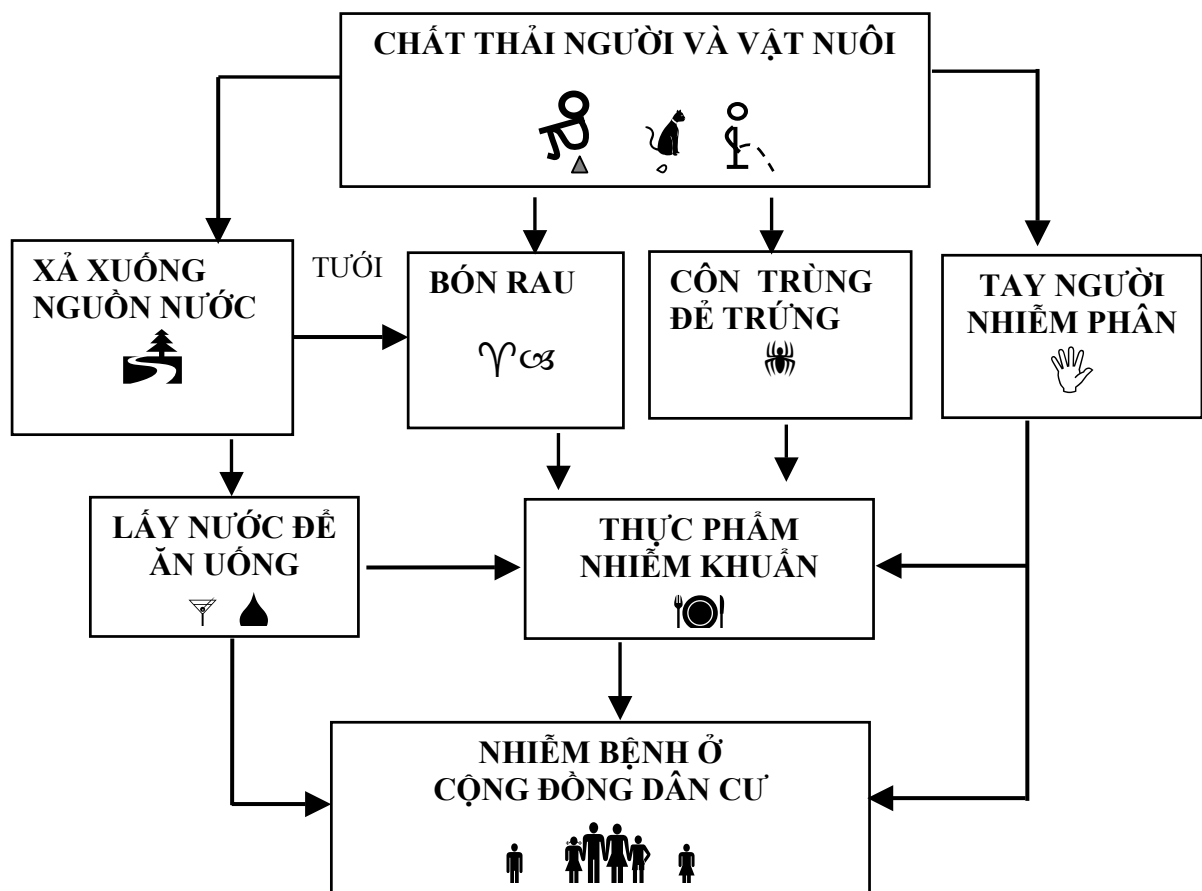 CHẤT THẢI NGƯỜI VÀ VẬT NUÔI
XẢ XUỐNG
NGUỒN NƯỚC
TƯỚI
BÓN RAU
CÔN TRÙNG
ĐẺ TRỨNG
TAY NGƯỜI
NHIỄM PHÂN
LẤY NƯỚC ĐỂ
ĂN UỐNG
THỰC PHẨM
NHIỄM KHUẨN
NHIỄM BỆNH Ở
CỘNG ĐỒNG DÂN CƯ